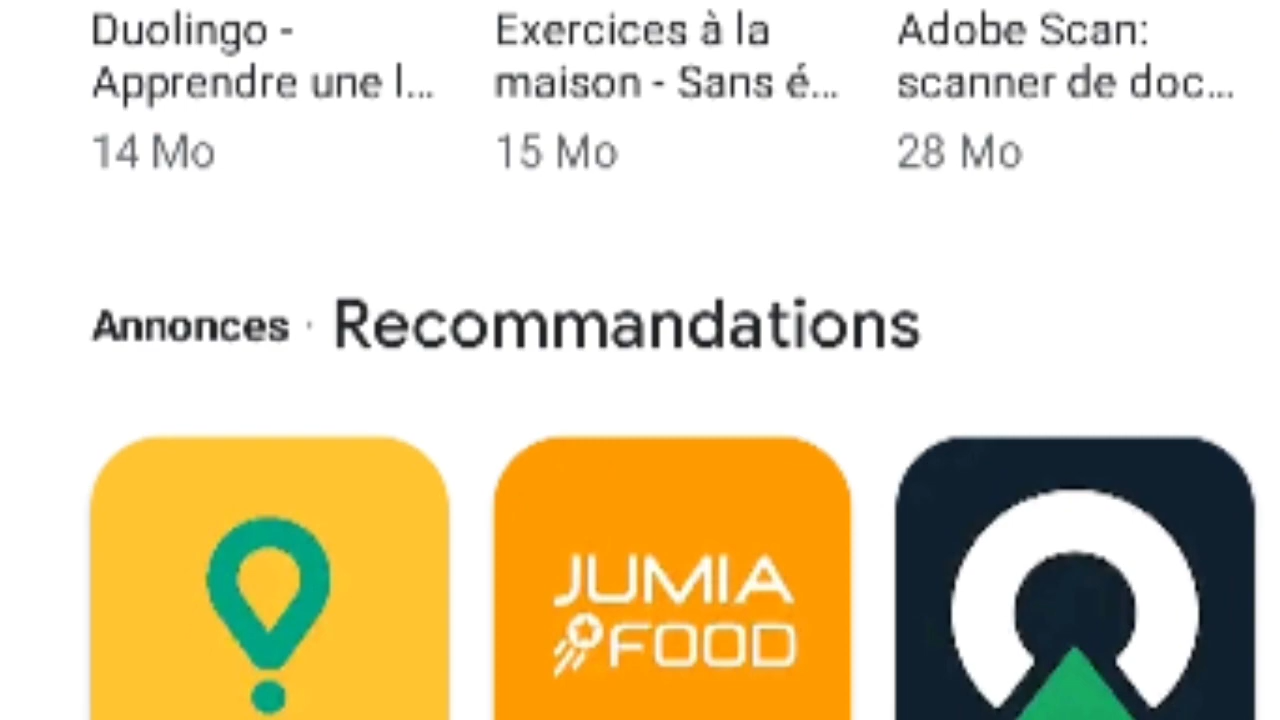 Duolingo -
Apprendre une l...
14 Mo
Exercices à la
maison - Sans é...
15 Mo
Adobe Scan:
scanner de doc...
28 Mo
Annonces · Recommandations
JUMIA
FOOD